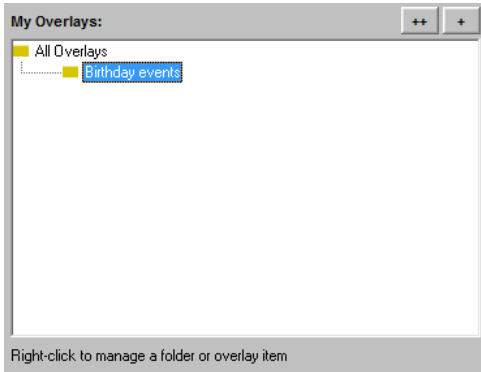 My Overlays: ++ +
All Overlays
Birthday events
Right-click to manage a folder or overlay item